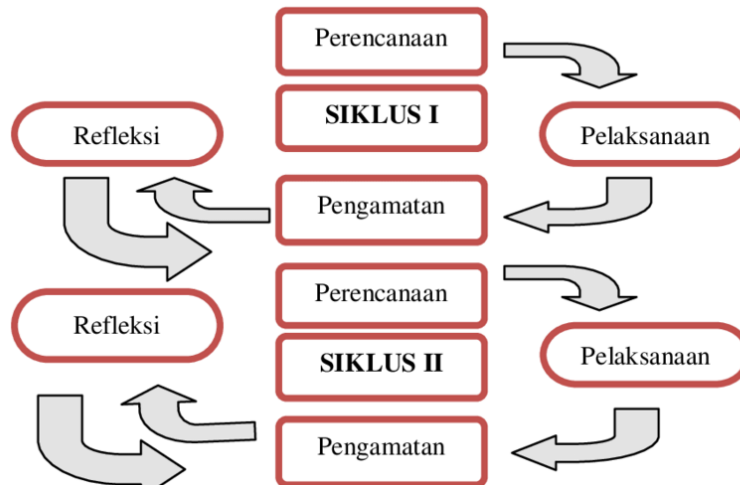 Perencanaan
SIKLUS I
Refleksi
Pelaksanaan
Pengamatan
Perencanaan
Refleksi
SIKLUS II
Pelaksanaan
Pengamatan